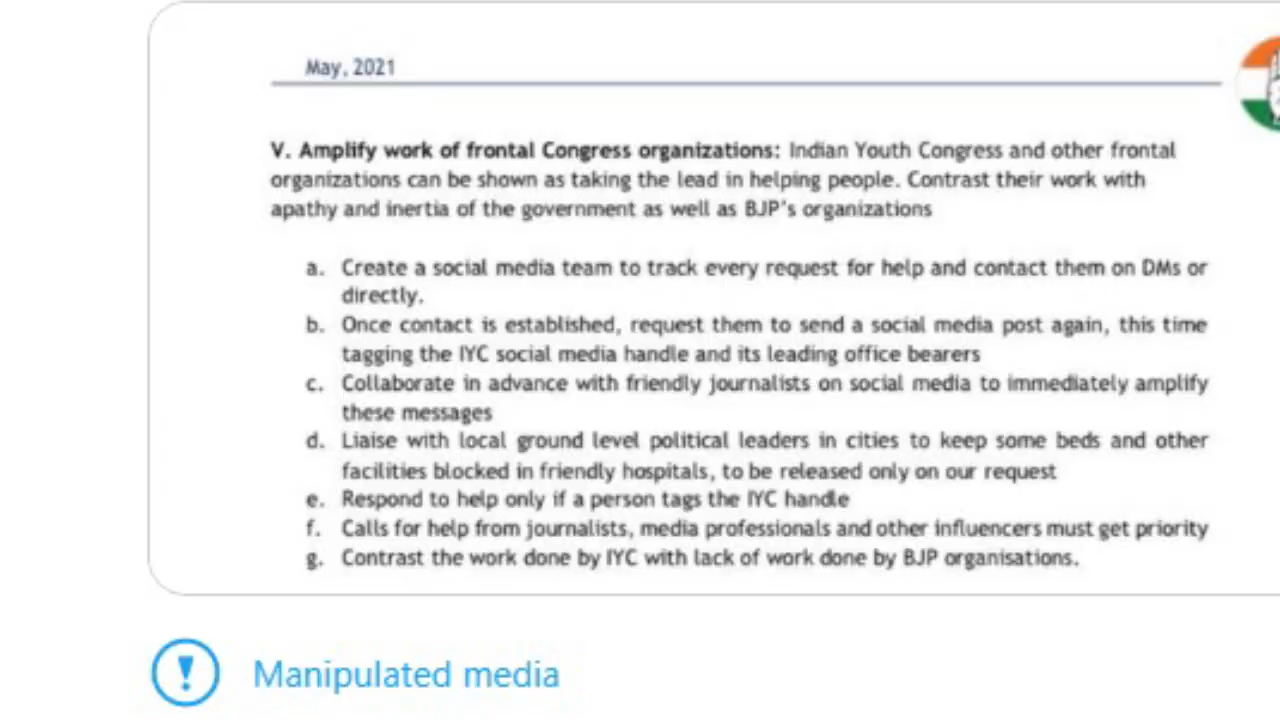 May, 2021
V. Amplify work of frontal Congress organizations: Indian Youth Congress and other frontal
organizations can be shown as taking the lead in helping people. Contrast their work with
apathy and inertia of the government as well as BJP's organizations
a. Create a social media team to track every request for help and contact them on DMs or
directly.
b. Once contact is established, request them to send a social media post again, this time
tagging the IYC social media handle and its leading office bearers
c. Collaborate in advance with friendly journalists on social media to immediately amplify
these messages
d. Liaise with local ground level political leaders in cities to keep some beds and other
facilities blocked in friendly hospitals, to be released only on our request
e. Respond to help only if a person tags the IYC handle
f. Calls for help from journalists, media professionals and other influencers must get priority
g. Contrast the work done by IYC with lack of work done by BJP organisations.
Manipulated media